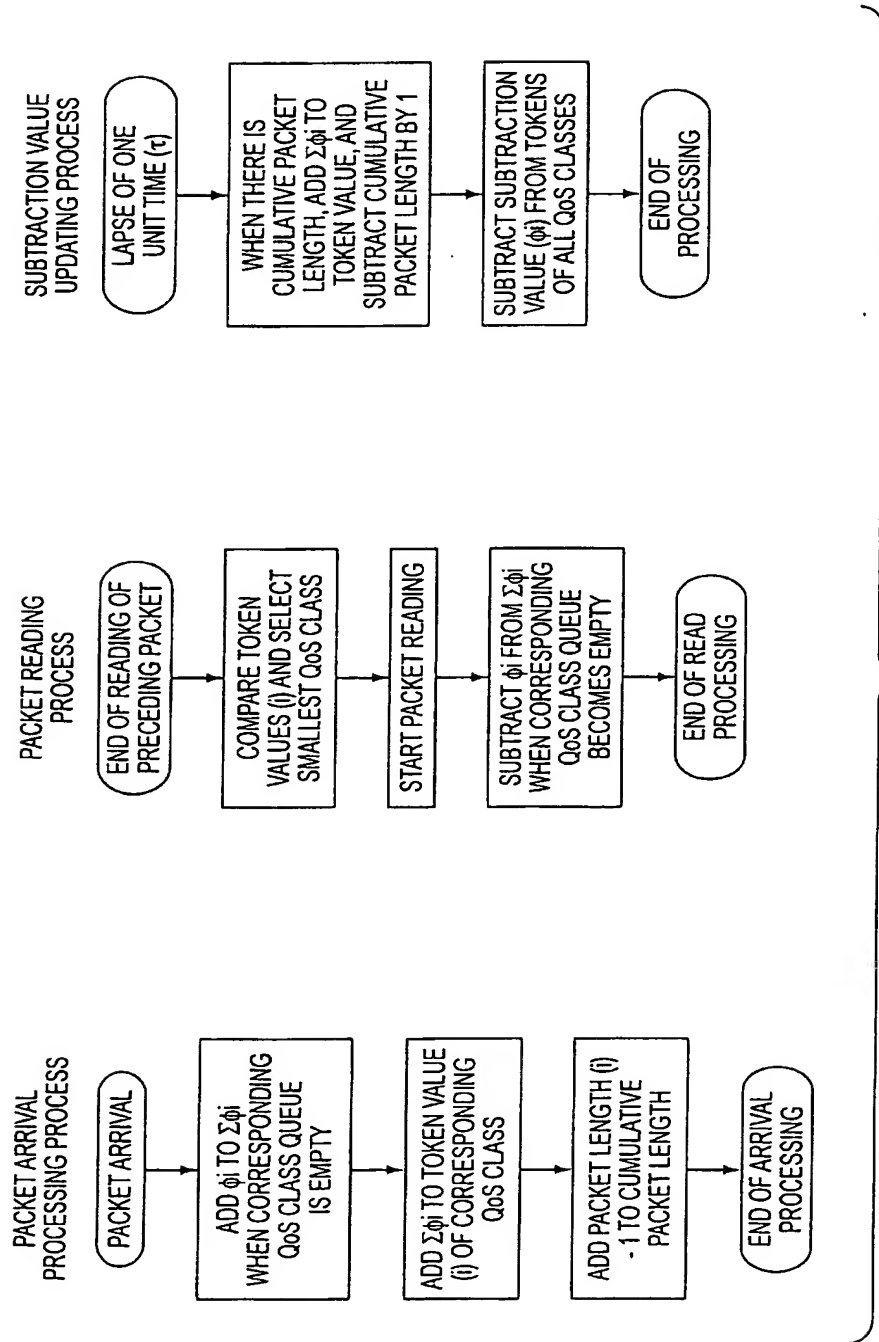 PACKET ARRIVAL
PROCESSING PROCESS
PACKET ARRIVAL
ADD ϕi TO Σϕi
WHEN CORRESPONDING
QoS CLASS QUEUE
IS EMPTY
ADD Σϕi TO TOKEN VALUE
(i) OF CORRESPONDING
QoS CLASS
ADD PACKET LENGTH (i)
- 1 TO CUMULATIVE
PACKET LENGTH
END OF ARRIVAL
PROCESSING
PACKET READING
PROCESS
END OF READING OF
PRECEDING PACKET
COMPARE TOKEN
VALUES (i) AND SELECT
SMALLEST QoS CLASS
START PACKET READING
SUBTRACT ϕi FROM Σϕi
WHEN CORRESPONDING
QoS CLASS QUEUE
BECOMES EMPTY
END OF READ
PROCESSING
SUBTRACTION VALUE
UPDATING PROCESS
LAPSE OF ONE
UNIT TIME (τ)
WHEN THERE IS
CUMULATIVE PACKET
LENGTH, ADD Σϕi TO
TOKEN VALUE, AND
SUBTRACT CUMULATIVE
PACKET LENGTH BY 1
SUBTRACT SUBTRACTION
VALUE (ϕi) FROM TOKENS
OF ALL QoS CLASSES
END OF
PROCESSING